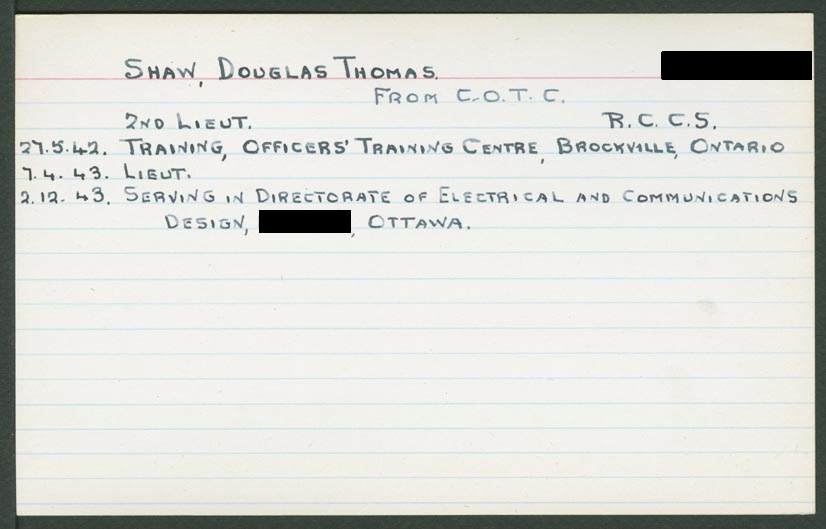 SHAW, DOUGLAS THOMAS.
FROM C.O.T.C.
2ND LIEUT. R.C.C.S.
27.5.42. TRAINING, OFFICERS' TRAINING CENTRE, BROCKVILLE, ONTARIO
7.4.43. LIEUT.
2.12.43. SERVING IN DIRECTORATE OF ELECTRICAL AND COMMUNICATIONS
DESIGN, , OTTAWA.